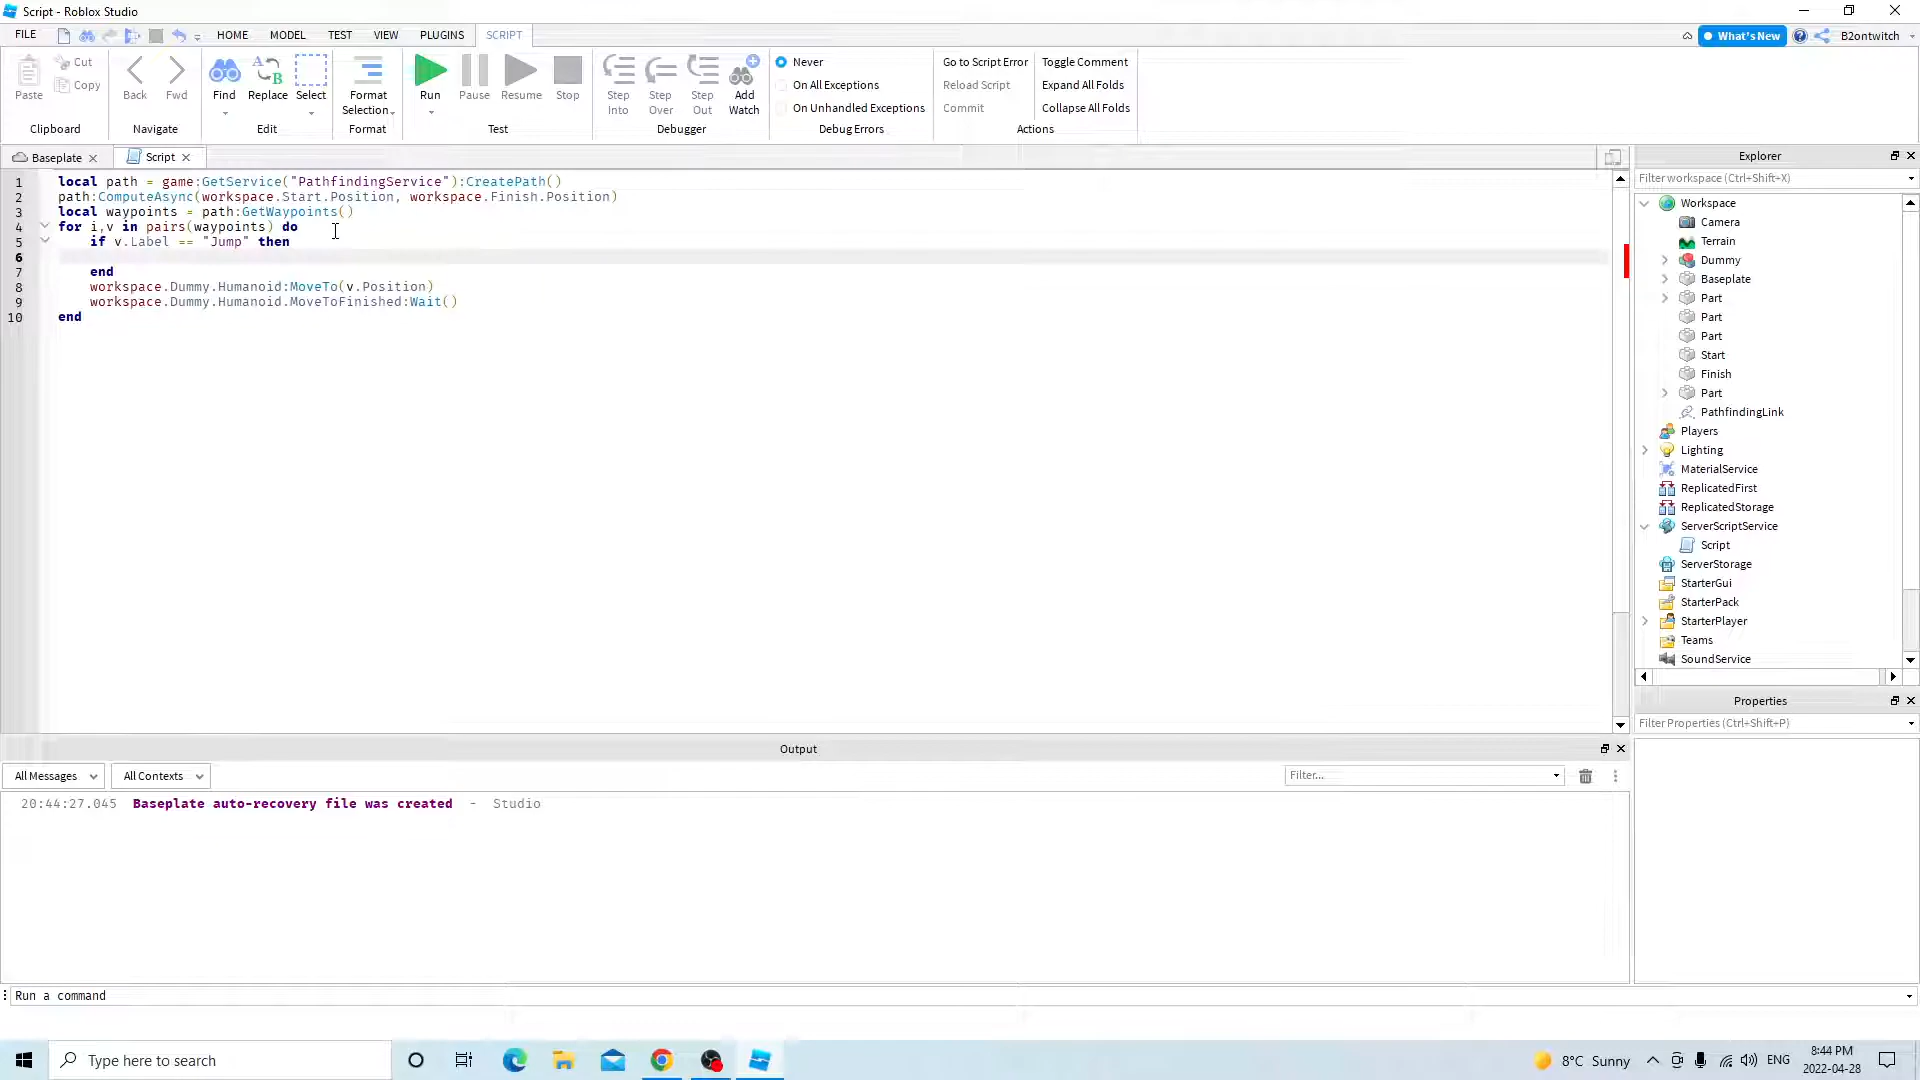 Script - Roblox Studio
FILE HOME MODEL TEST VIEW PLUGINS SCRIPT What's New B2ontwitch
Paste Cut Copy Back Fwd Find Replace Select Format Selection Run Pause Resume Stop Step Into Step Over Step Out Add Watch
Never
On All Exceptions
On Unhandled Exceptions
Go to Script Error Toggle Comment
Reload Script Expand All Folds
Commit Collapse All Folds
Clipboard Navigate Edit Format Test Debugger Debug Errors Actions
Baseplate Script
1 local path = game:GetService("PathfindingService"):CreatePath()
2 path:ComputeAsync(workspace.Start.Position, workspace.Finish.Position)
3 local waypoints = path:GetWaypoints()
4 for i,v in pairs(waypoints) do
5 if v.Label == "Jump" then
6
7 end
8 workspace.Dummy.Humanoid:MoveTo(v.Position)
9 workspace.Dummy.Humanoid.MoveToFinished:Wait()
10 end
Explorer
Filter workspace (Ctrl+Shift+X)
Workspace
Camera
Terrain
Dummy
Baseplate
Part
Part
Part
Start
Finish
Part
PathfindingLink
Players
Lighting
MaterialService
ReplicatedFirst
ReplicatedStorage
ServerScriptService
Script
ServerStorage
StarterGui
StarterPack
StarterPlayer
Teams
SoundService
Properties
Filter Properties (Ctrl+Shift+P)
Output
All Messages All Contexts Filter...
20:44:27.045 Baseplate auto-recovery file was created - Studio
Run a command
Type here to search
8°C Sunny
ENG
8:44 PM
2022-04-28